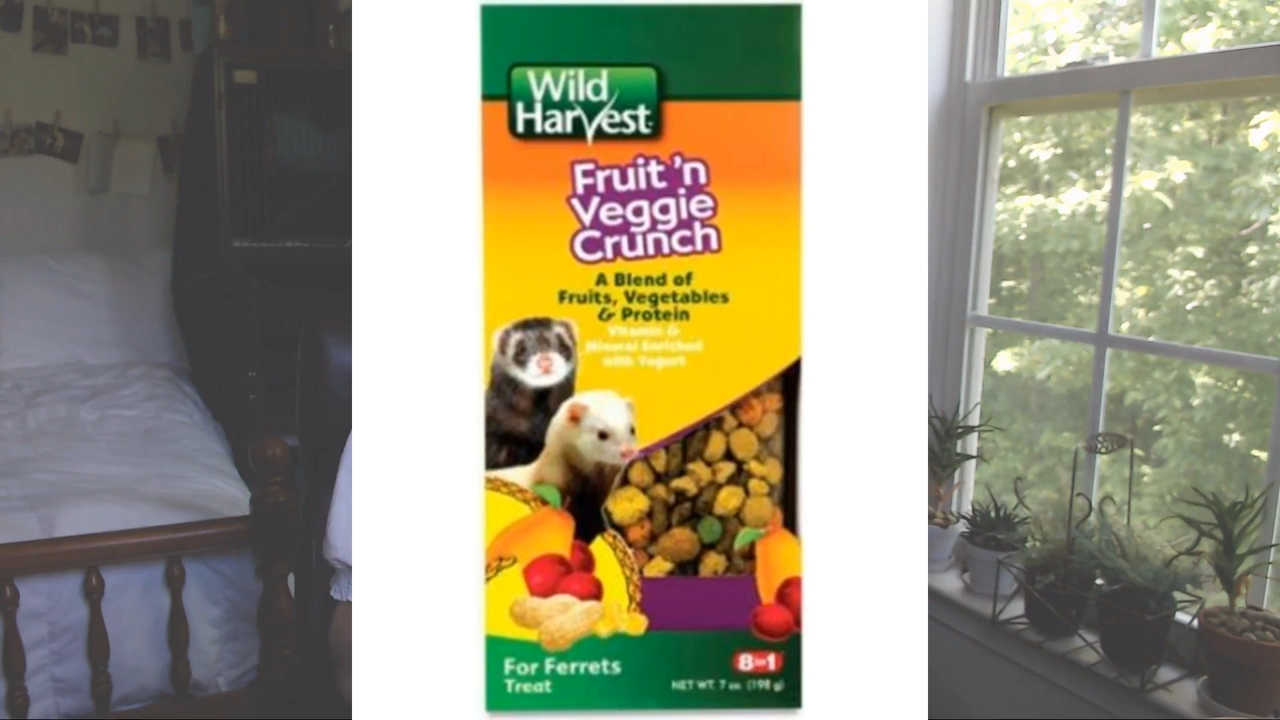 Wild
Harvest
Fruit 'n
Veggie
Crunch
A Blend of
Fruits, Vegetables
& Protein
Vitamin &
Mineral Enriched
with Yogurt
For Ferrets
Treat
8in1
NET WT. 7 oz. (198 g)